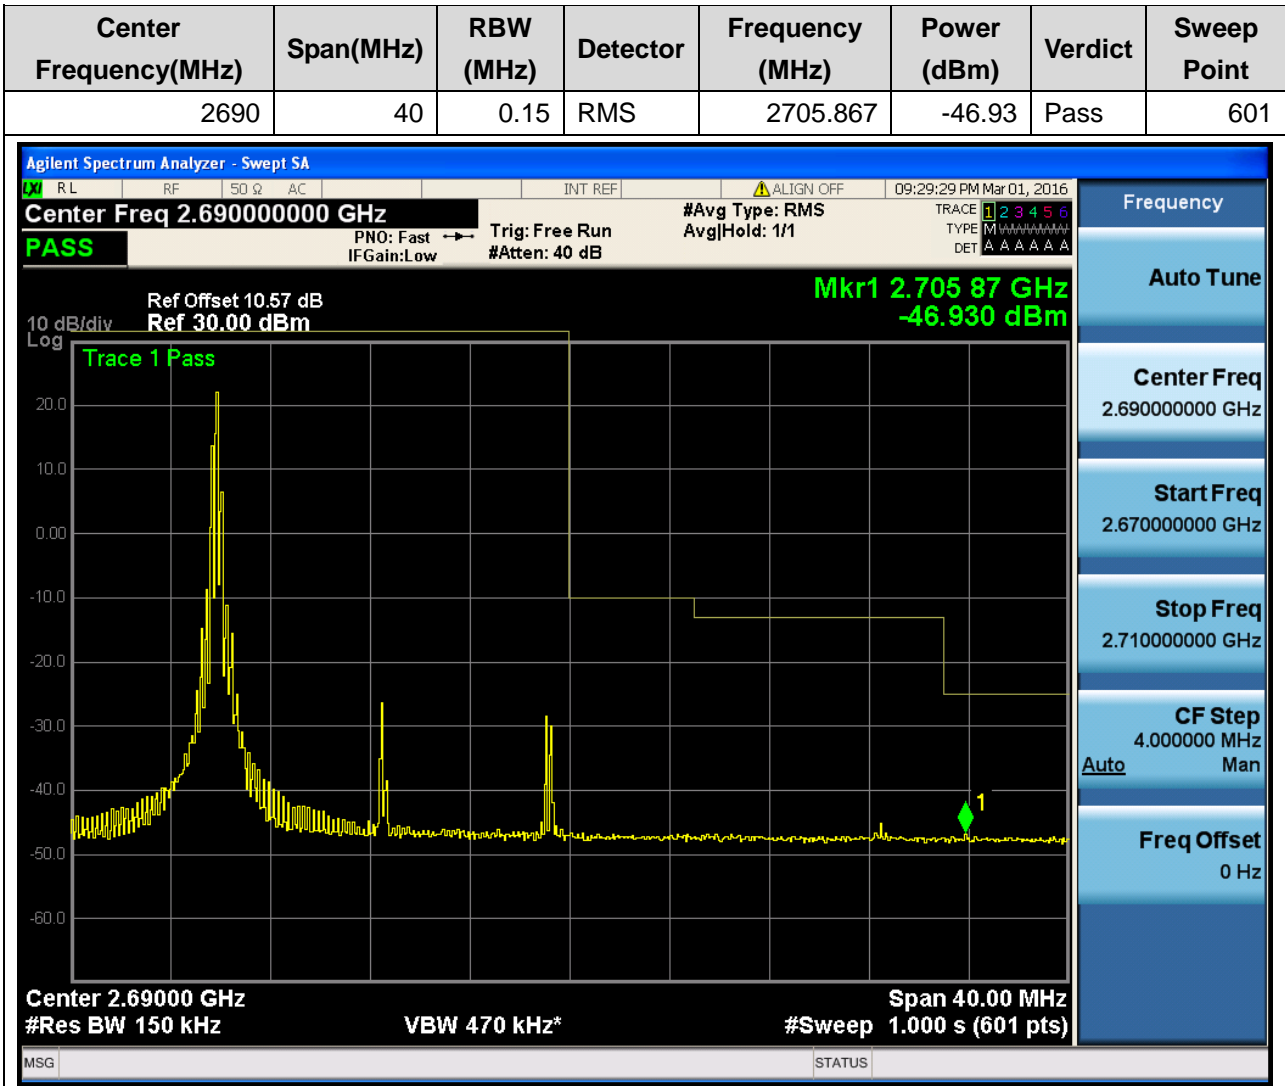 Center Frequency(MHz) Span(MHz) RBW (MHz) Detector Frequency (MHz) Power (dBm) Verdict Sweep Point
2690 40 0.15 RMS 2705.867 -46.93 Pass 601
Agilent Spectrum Analyzer - Swept SA
LXI RL RF 50 Ω AC INT REF ALIGN OFF 09:29:29 PM Mar 01, 2016
Center Freq 2.690000000 GHz
PASS
PNO: Fast
IFGain:Low
Trig: Free Run
#Atten: 40 dB
#Avg Type: RMS
Avg|Hold: 1/1
TRACE 1 2 3 4 5 6
TYPE M WWWWW
DET A A A A A A
Mkr1 2.705 87 GHz
-46.930 dBm
Ref Offset 10.57 dB
10 dB/div Ref 30.00 dBm
Log
Trace 1 Pass
20.0
10.0
0.00
-10.0
-20.0
-30.0
-40.0
-50.0
-60.0
1
Center 2.69000 GHz Span 40.00 MHz
#Res BW 150 kHz VBW 470 kHz* #Sweep 1.000 s (601 pts)
MSG STATUS
Frequency
Auto Tune
Center Freq
2.690000000 GHz
Start Freq
2.670000000 GHz
Stop Freq
2.710000000 GHz
CF Step
4.000000 MHz
Auto Man
Freq Offset
0 Hz